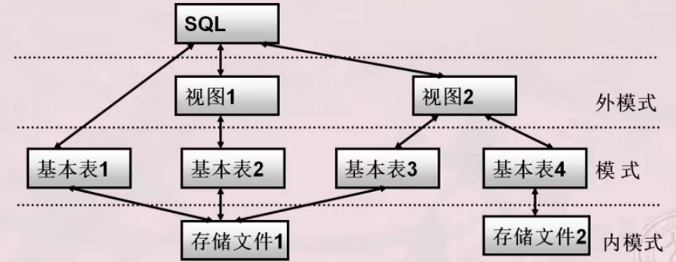 SQL
视图1
视图2
外模式
基本表1
基本表2
基本表3
基本表4
模 式
存储文件1
存储文件2
内模式